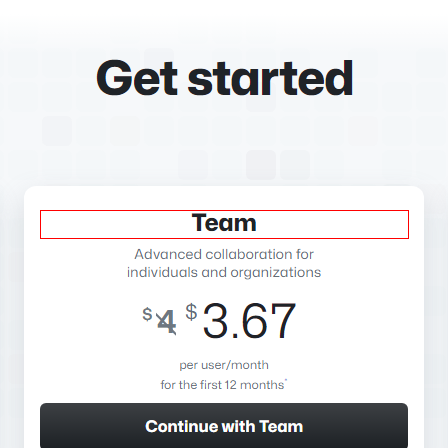 Get started
Team
Advanced collaboration for
individuals and organizations
$4 $3.67
per user/month
for the first 12 months*
Continue with Team